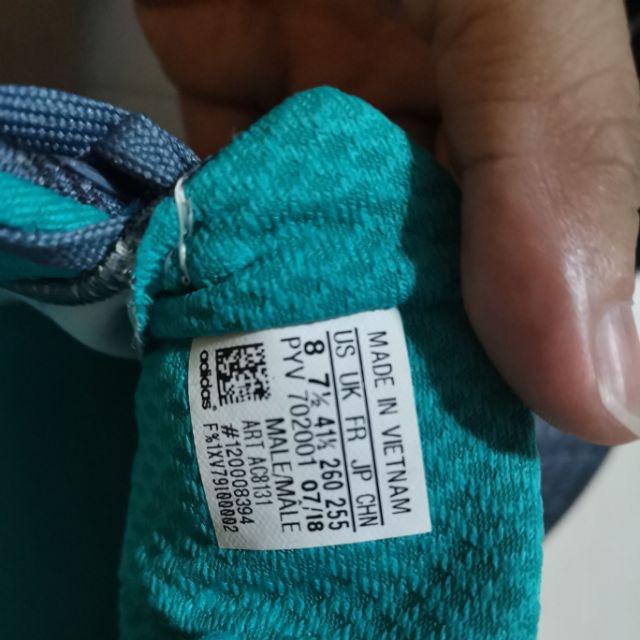 MADE IN VIETNAM
US UK FR JP CHN
8 7½ 41⅓ 260 255
PYV 702001 07/18
MALE/MALE
ART AC8131
#1208008394
adidas